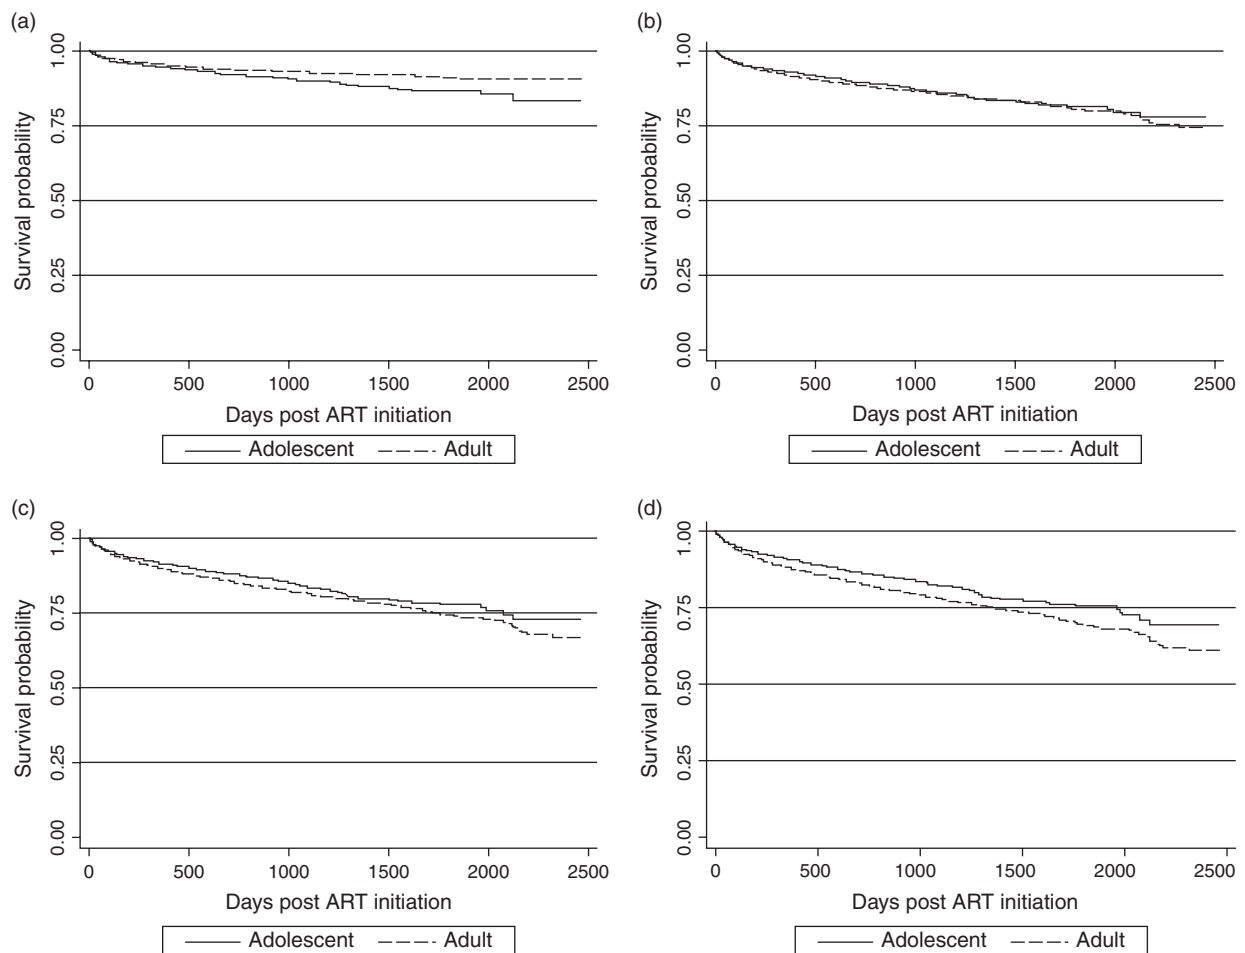 (a)
Survival probability
1.00
0.75
0.50
0.25
0.00
0 500 1000 1500 2000 2500
Days post ART initiation
Adolescent Adult
(b)
Survival probability
1.00
0.75
0.50
0.25
0.00
0 500 1000 1500 2000 2500
Days post ART initiation
Adolescent Adult
(c)
Survival probability
1.00
0.75
0.50
0.25
0.00
0 500 1000 1500 2000 2500
Days post ART initiation
Adolescent Adult
(d)
Survival probability
1.00
0.75
0.50
0.25
0.00
0 500 1000 1500 2000 2500
Days post ART initiation
Adolescent Adult